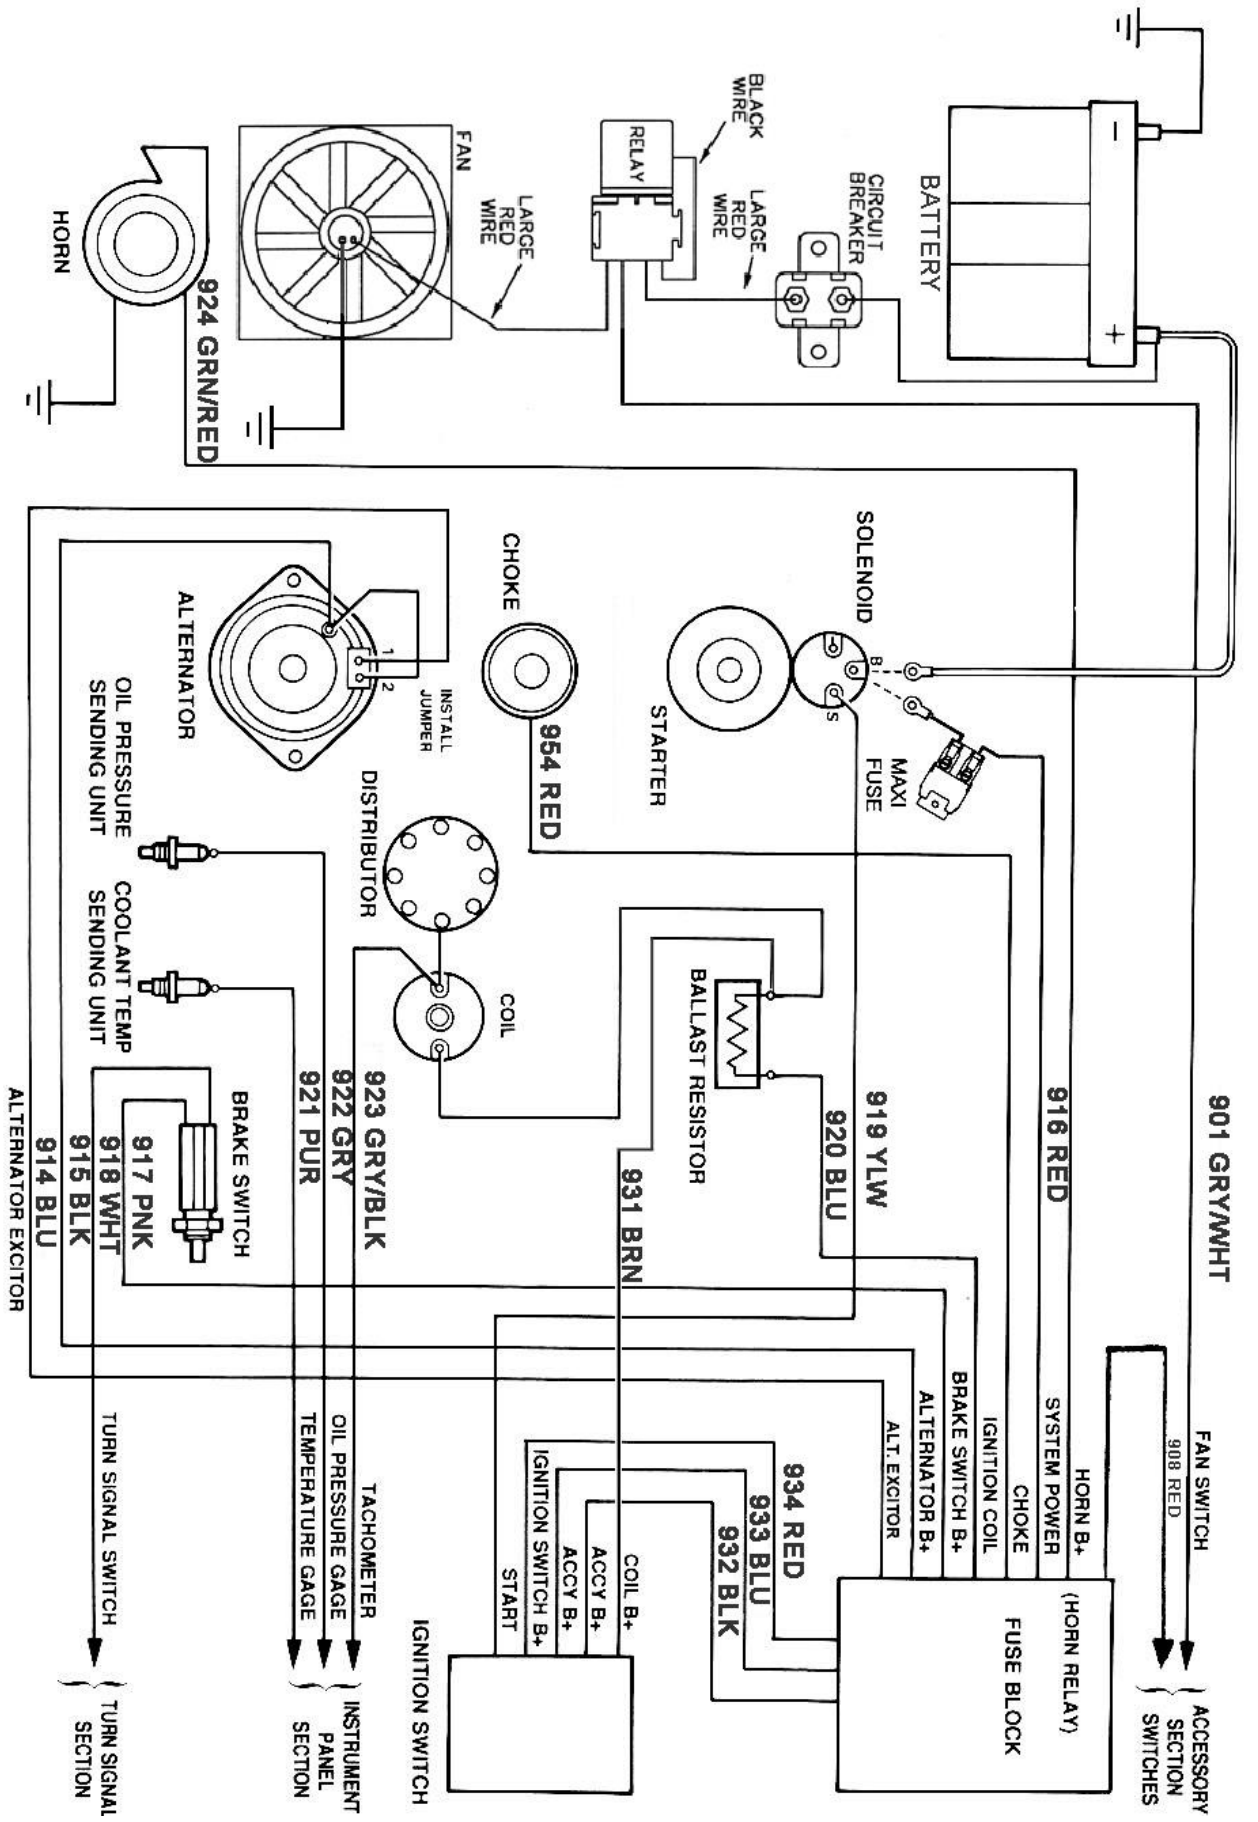 BATTERY
−
+
CIRCUIT
BREAKER
LARGE
RED
WIRE
BLACK
WIRE
RELAY
LARGE
RED
WIRE
FAN
HORN
924 GRN/RED
SOLENOID
B
S
STARTER
MAXI
FUSE
CHOKE
954 RED
ALTERNATOR
1
2
INSTALL
JUMPER
DISTRIBUTOR
COIL
OIL PRESSURE
SENDING UNIT
COOLANT TEMP
SENDING UNIT
BALLAST RESISTOR
BRAKE SWITCH
901 GRY/WHT
916 RED
919 YLW
920 BLU
931 BRN
923 GRY/BLK
922 GRY
921 PUR
917 PNK
918 WHT
915 BLK
914 BLU
ALTERNATOR EXCITOR
FAN SWITCH
908 RED
HORN B+
SYSTEM POWER
CHOKE
IGNITION COIL
BRAKE SWITCH B+
ALTERNATOR B+
ALT. EXCITOR
934 RED
933 BLU
932 BLK
COIL B+
ACCY B+
ACCY B+
IGNITION SWITCH B+
START
TACHOMETER
OIL PRESSURE GAGE
TEMPERATURE GAGE
TURN SIGNAL SWITCH
(HORN RELAY)
FUSE BLOCK
IGNITION SWITCH
ACCESSORY
SECTION
SWITCHES
INSTRUMENT
PANEL
SECTION
TURN SIGNAL
SECTION